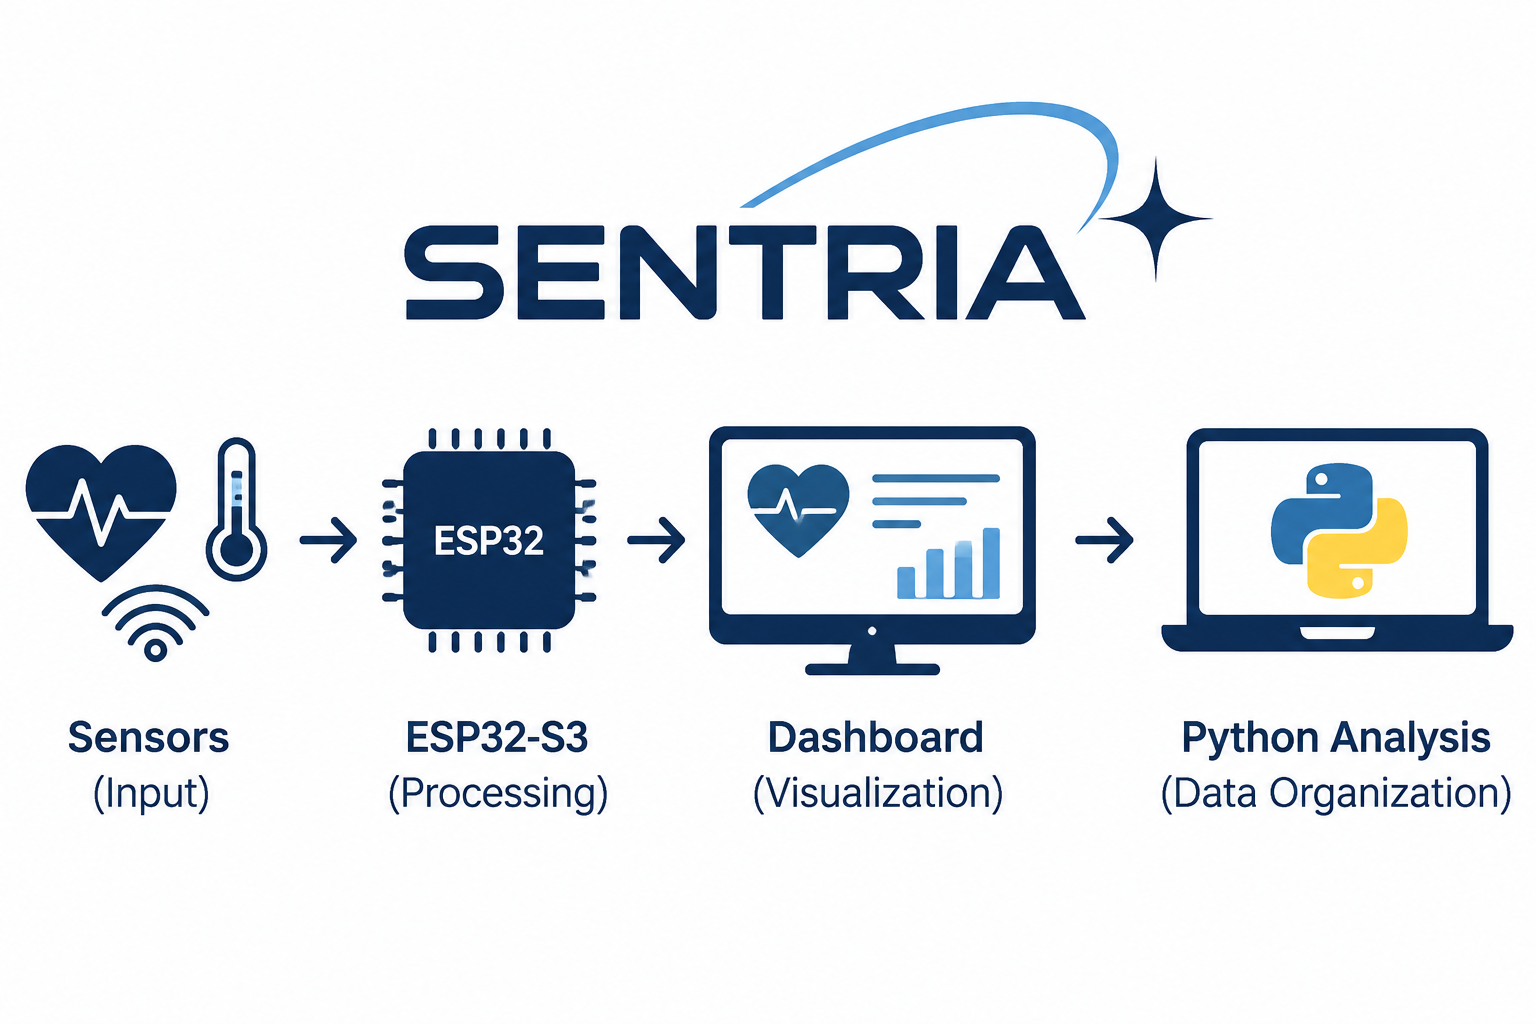 SENTRIA
ESP32
Sensors
(Input)
ESP32-S3
(Processing)
Dashboard
(Visualization)
Python Analysis
(Data Organization)